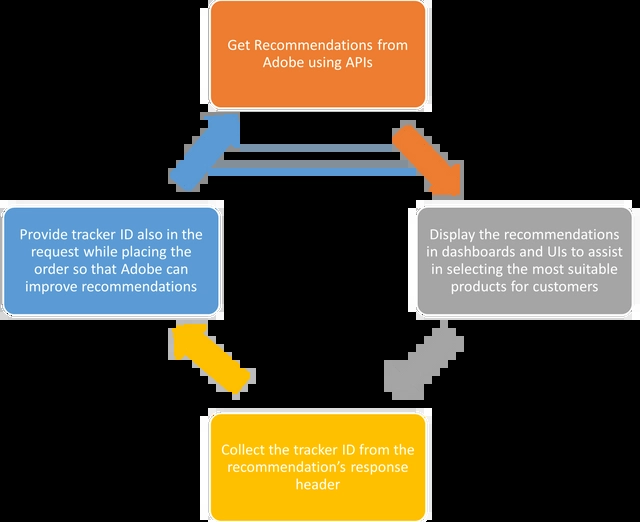 Get Recommendations from
Adobe using APIs
Display the recommendations
in dashboards and UIs to assist
in selecting the most suitable
products for customers
Collect the tracker ID from the
recommendation's response
header
Provide tracker ID also in the
request while placing the
order so that Adobe can
improve recommendations